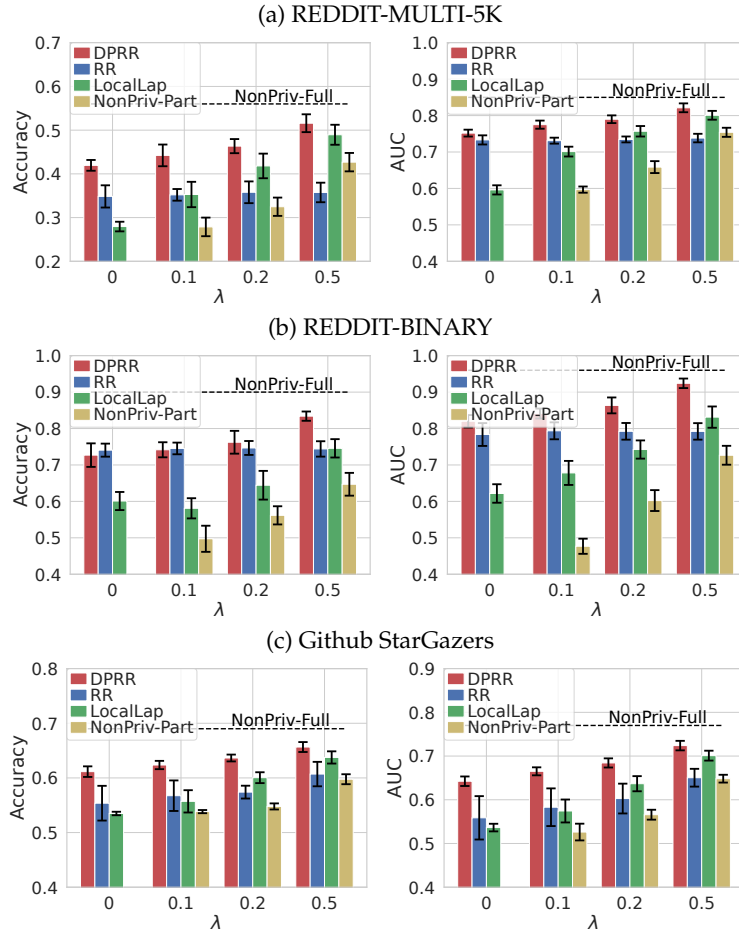 (a) REDDIT-MULTI-5K
0.7
0.6
0.5
0.4
0.3
0.2
Accuracy
DPRR
RR
LocalLap
NonPriv-Part
NonPriv-Full
0 0.1 0.2 0.5
λ
1.0
0.9
0.8
0.7
0.6
0.5
0.4
AUC
DPRR
RR
LocalLap
NonPriv-Part
NonPriv-Full
0 0.1 0.2 0.5
λ
(b) REDDIT-BINARY
1.0
0.9
0.8
0.7
0.6
0.5
0.4
Accuracy
DPRR
RR
LocalLap
NonPriv-Part
NonPriv-Full
0 0.1 0.2 0.5
λ
1.0
0.9
0.8
0.7
0.6
0.5
0.4
AUC
DPRR
RR
LocalLap
NonPriv-Part
NonPriv-Full
0 0.1 0.2 0.5
λ
(c) Github StarGazers
0.8
0.7
0.6
0.5
0.4
Accuracy
DPRR
RR
LocalLap
NonPriv-Part
NonPriv-Full
0 0.1 0.2 0.5
λ
0.9
0.8
0.7
0.6
0.5
0.4
AUC
DPRR
RR
LocalLap
NonPriv-Part
NonPriv-Full
0 0.1 0.2 0.5
λ